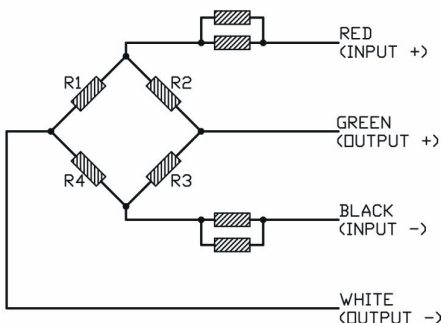 RED
(INPUT +)
R1
R2
GREEN
(OUTPUT +)
R4
R3
BLACK
(INPUT -)
WHITE
(OUTPUT -)